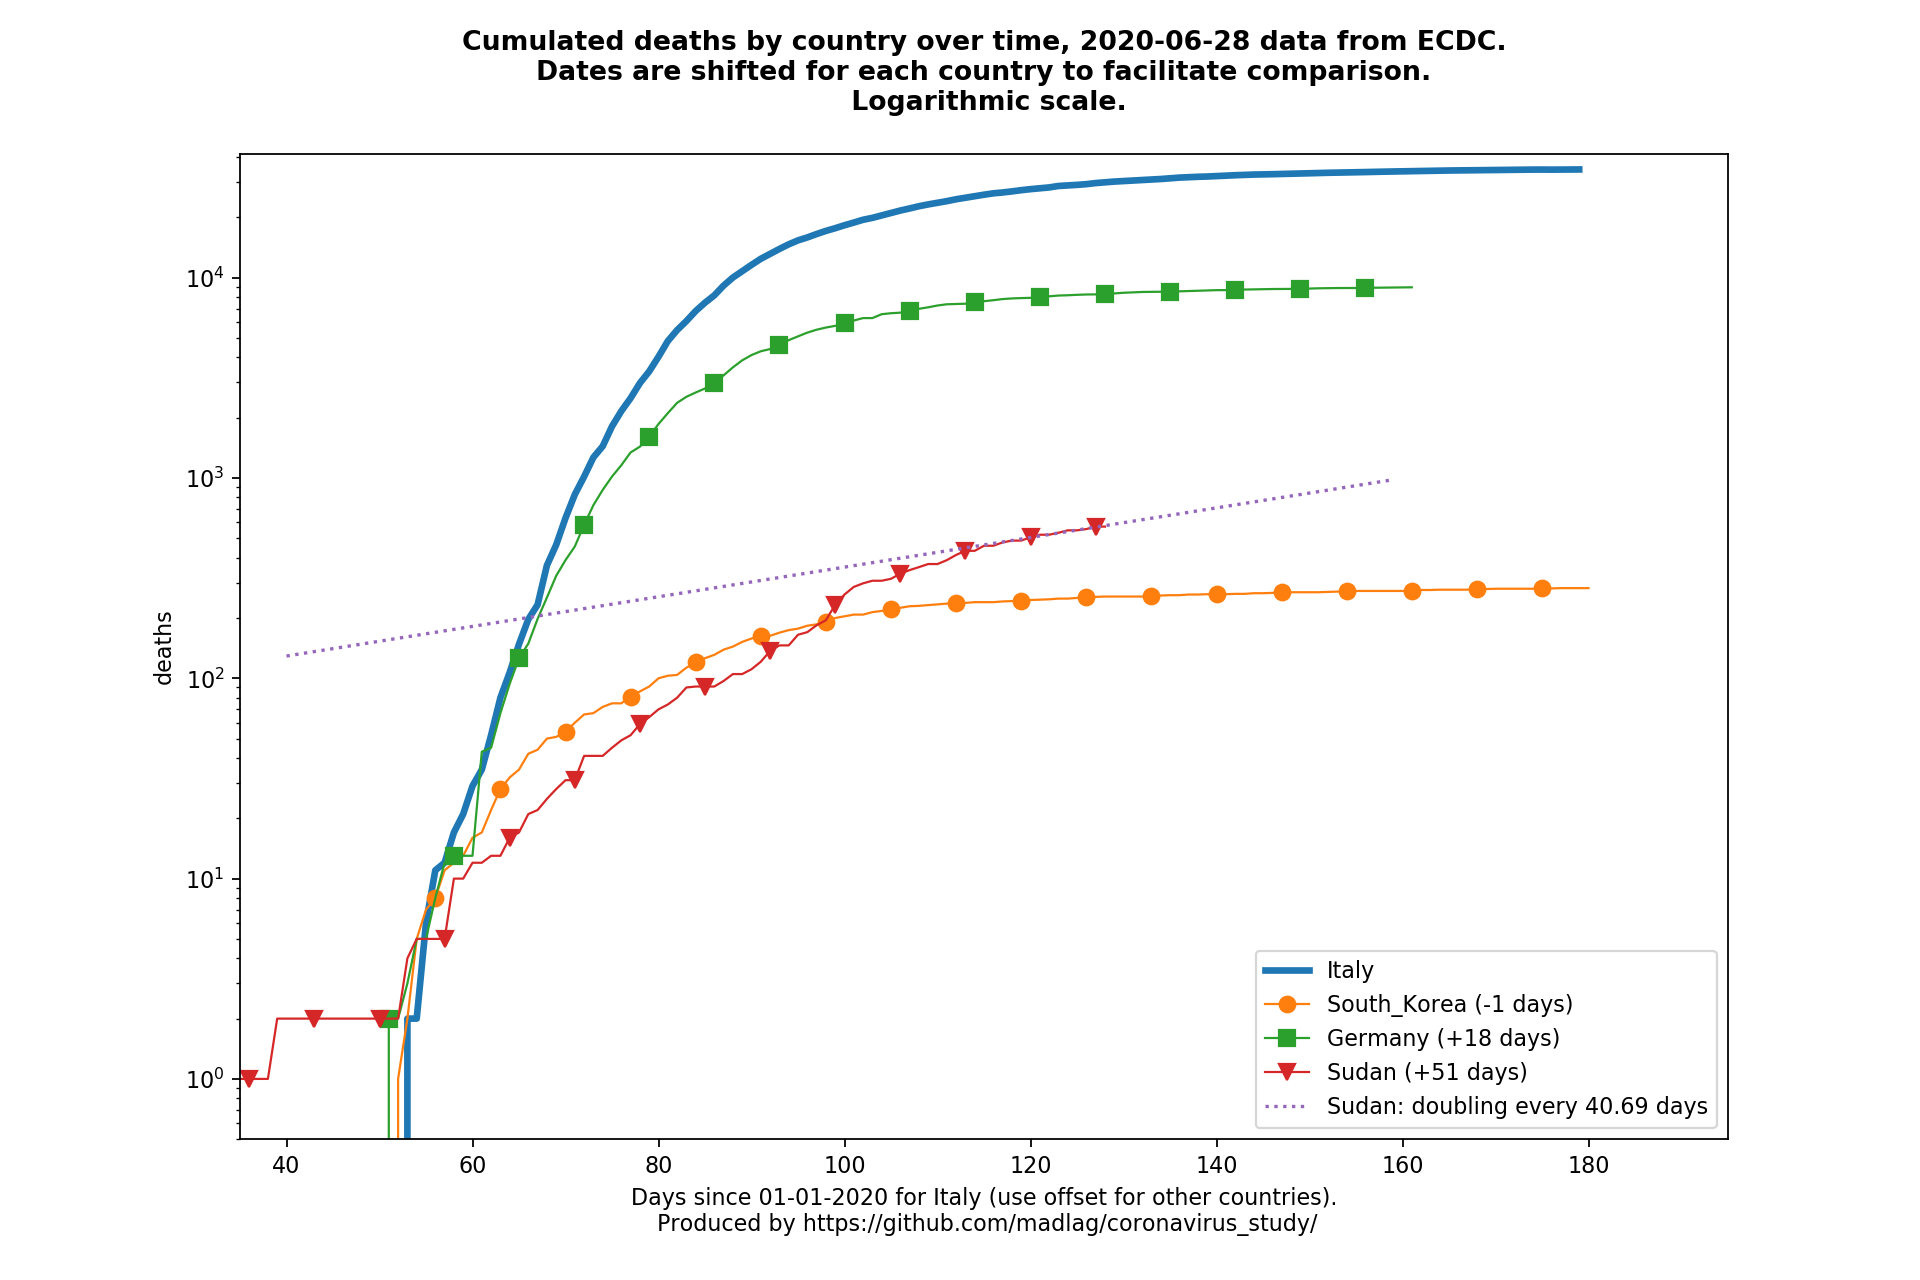 Cumulated deaths by country over time, 2020-06-28 data from ECDC.
Dates are shifted for each country to facilitate comparison.
Logarithmic scale.
10^4
10^3
10^2
10^1
10^0
deaths
Italy
South_Korea (-1 days)
Germany (+18 days)
Sudan (+51 days)
Sudan: doubling every 40.69 days
40 60 80 100 120 140 160 180
Days since 01-01-2020 for Italy (use offset for other countries).
Produced by https://github.com/madlag/coronavirus_study/